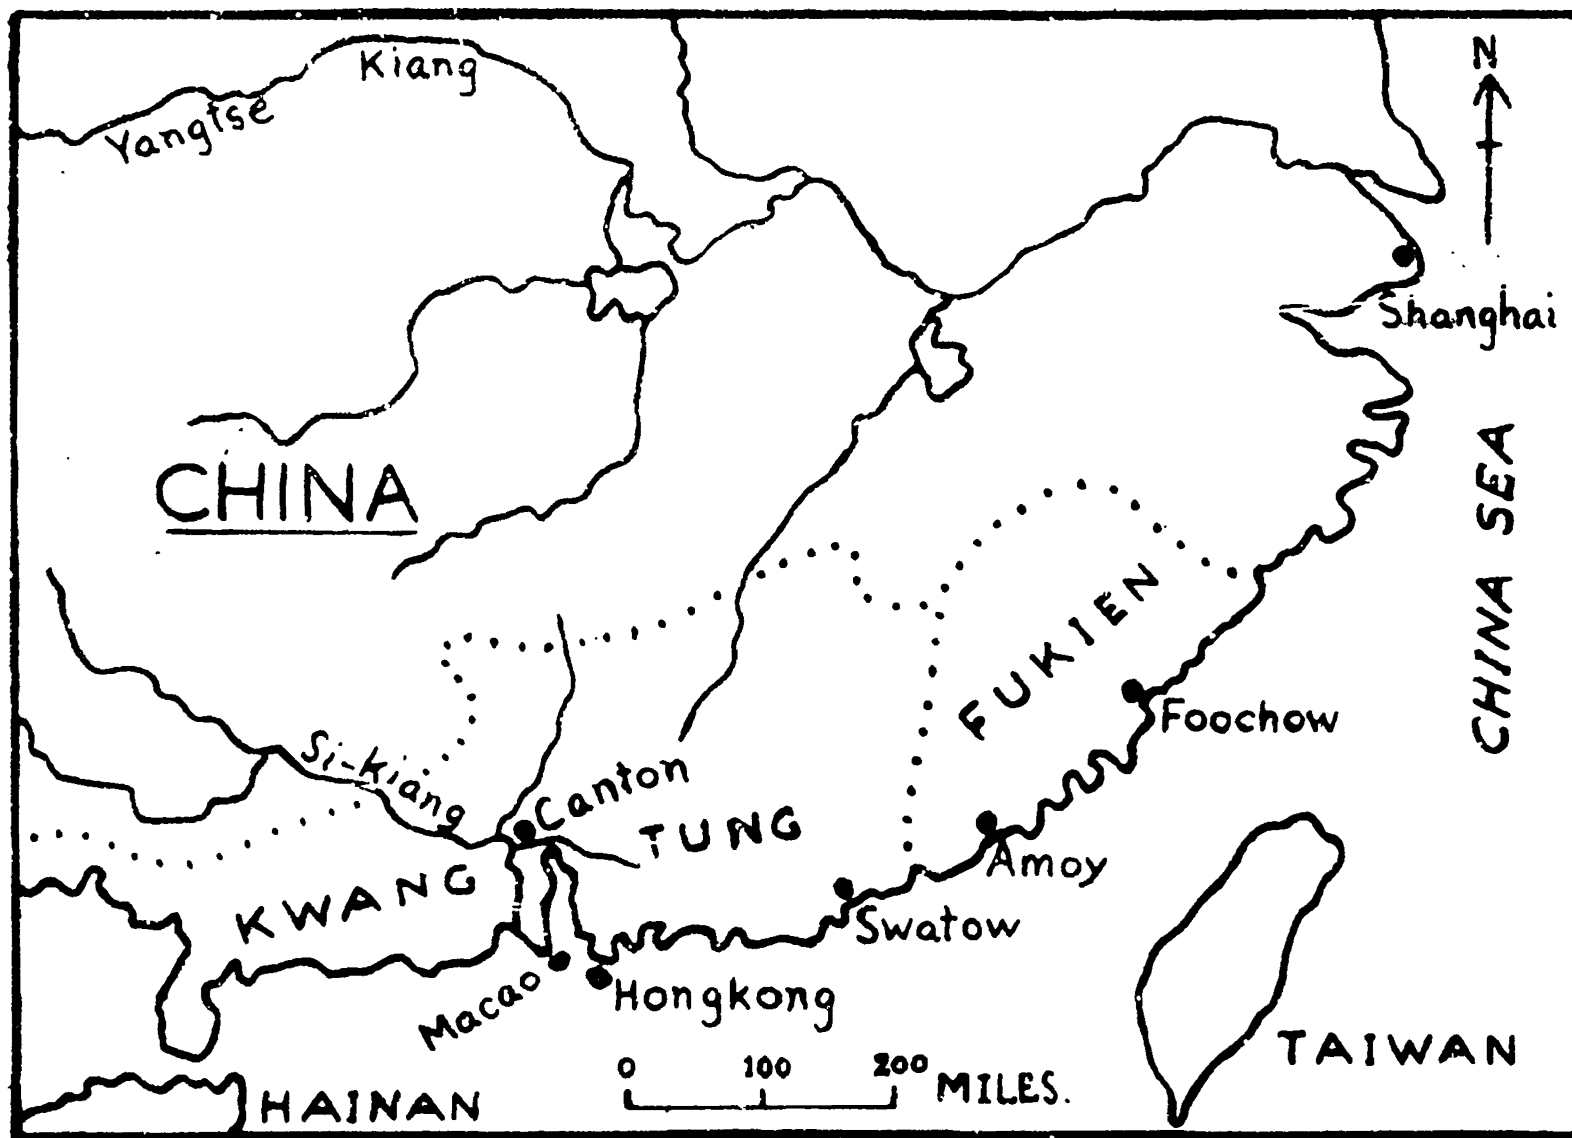 N
Kiang
Yangtse
Shanghai
CHINA
CHINA SEA
FUKIEN
Foochow
Si-kiang
Canton
TUNG
KWANG
Amoy
Swatow
Macao
Hongkong
TAIWAN
0 100 200 MILES.
HAINAN